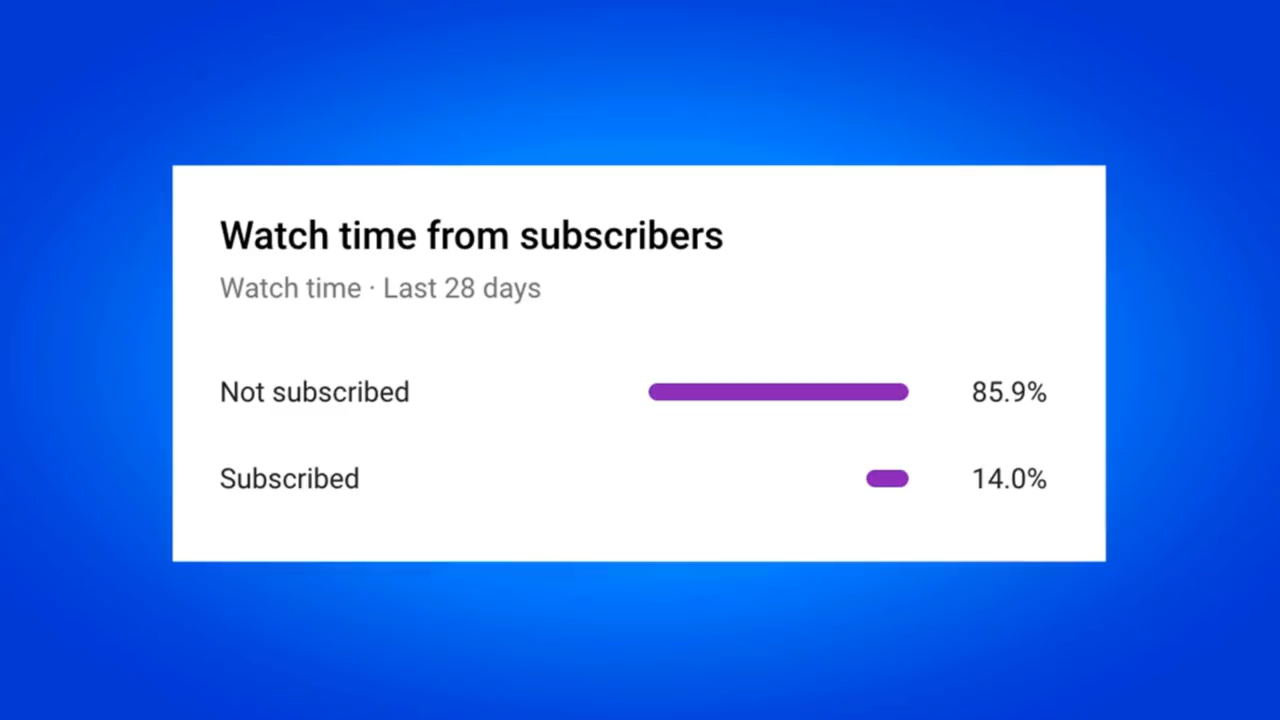 Watch time from subscribers
Watch time · Last 28 days
Not subscribed 85.9%
Subscribed 14.0%